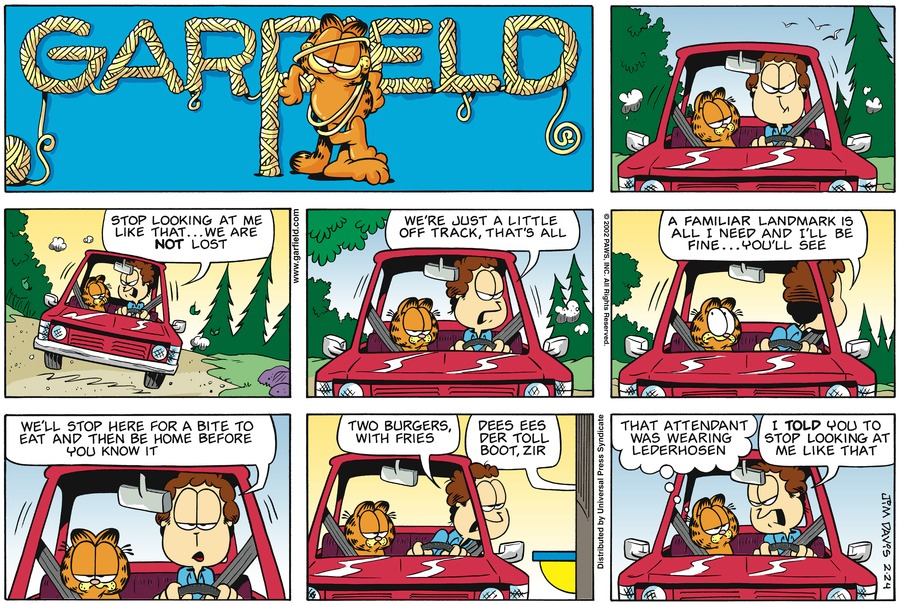 GARFIELD
STOP LOOKING AT ME
LIKE THAT...WE ARE
NOT LOST
www.garfield.com
WE'RE JUST A LITTLE
OFF TRACK, THAT'S ALL
© 2002 PAWS, INC. All Rights Reserved.
A FAMILIAR LANDMARK IS
ALL I NEED AND I'LL BE
FINE...YOU'LL SEE
WE'LL STOP HERE FOR A BITE TO
EAT AND THEN BE HOME BEFORE
YOU KNOW IT
TWO BURGERS,
WITH FRIES
DEES EES
DER TOLL
BOOT, ZIR
Distributed by Universal Press Syndicate
THAT ATTENDANT
WAS WEARING
LEDERHOSEN
I TOLD YOU TO
STOP LOOKING AT
ME LIKE THAT
JIM DAVIS 2-24